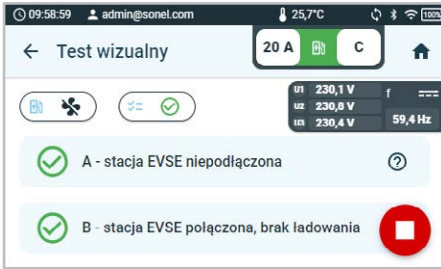 09:58:59 admin@sonel.com 25,7°C 100%
Test wizualny 20 A C
U1 230,1 V f
U2 230,8 V
230,4 V 59,4 Hz
A - stacja EVSE niepodłączona
B - stacja EVSE połączona, brak ładowania